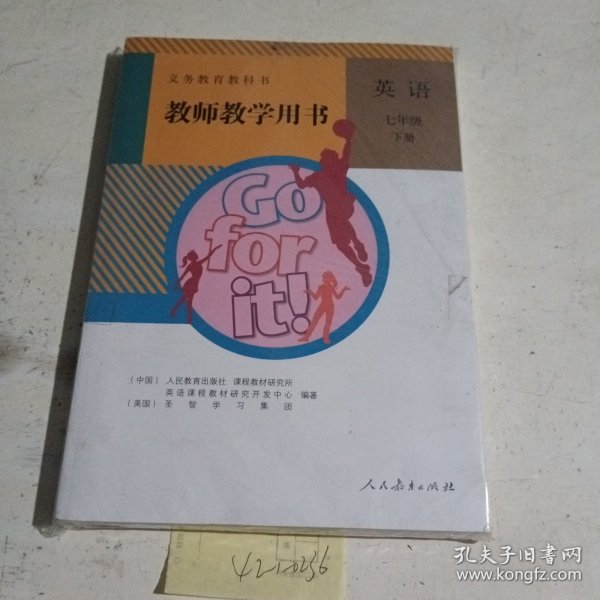 义务教育教科书
教师教学用书
英语
七年级
下册
Go
for
it!
（中国）人民教育出版社 课程教材研究所
英语课程教材研究开发中心 编著
（美国）圣智学习集团
人民教育出版社
孔夫子旧书网
www.kongfz.com